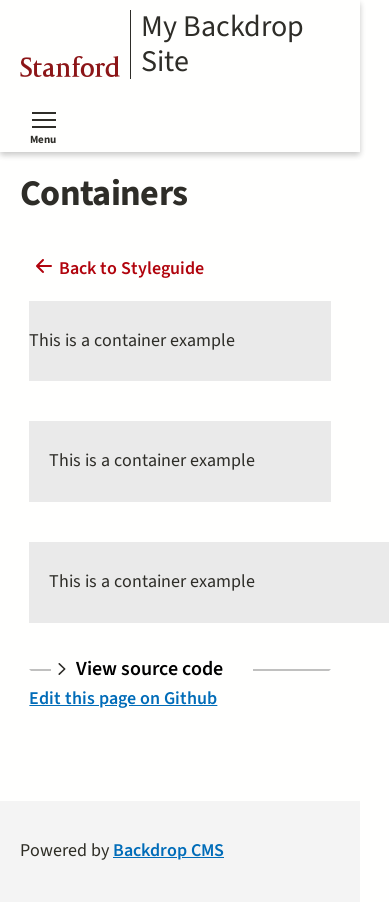 Stanford
My Backdrop
Site
Menu
Containers
Back to Styleguide
This is a container example
This is a container example
This is a container example
View source code
Edit this page on Github
Powered by Backdrop CMS